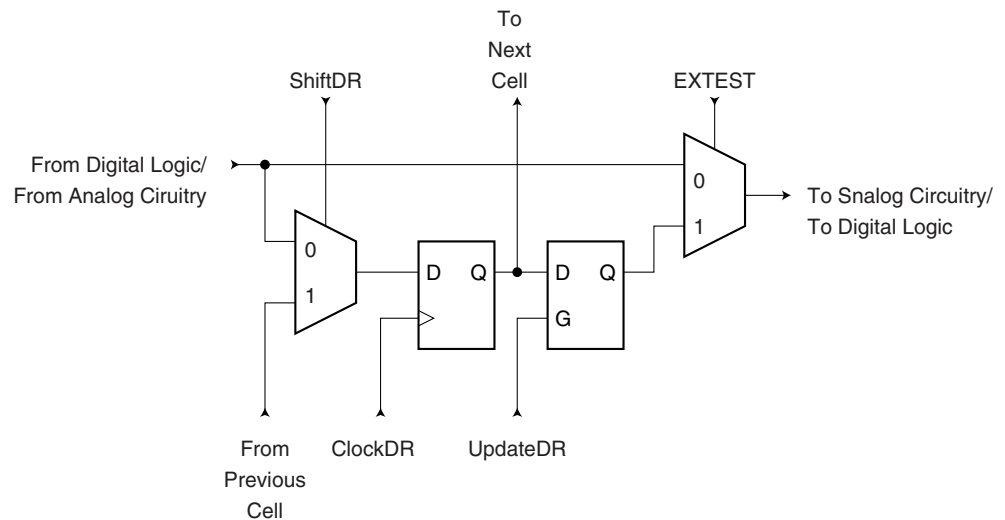 To
Next
Cell
ShiftDR
EXTEST
From Digital Logic/
From Analog Ciruitry
0
1
To Snalog Circuitry/
To Digital Logic
0
1
D Q
D Q
G
From
Previous
Cell
ClockDR
UpdateDR